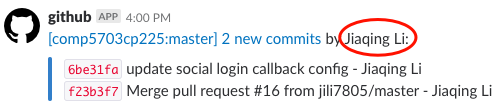 github APP 4:00 PM
[comp5703cp225:master] 2 new commits by Jiaqing Li:
6be31fa update social login callback config - Jiaqing Li
f23b3f7 Merge pull request #16 from jili7805/master - Jiaqing Li